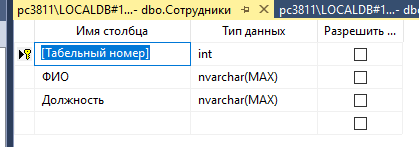 pc3811\LOCALDB#1...- dbo.Сотрудники pc3811\LOCALDB#1...-
Имя столбца Тип данных Разрешить ...
[Табельный номер] int
ФИО nvarchar(MAX)
Должность nvarchar(MAX)